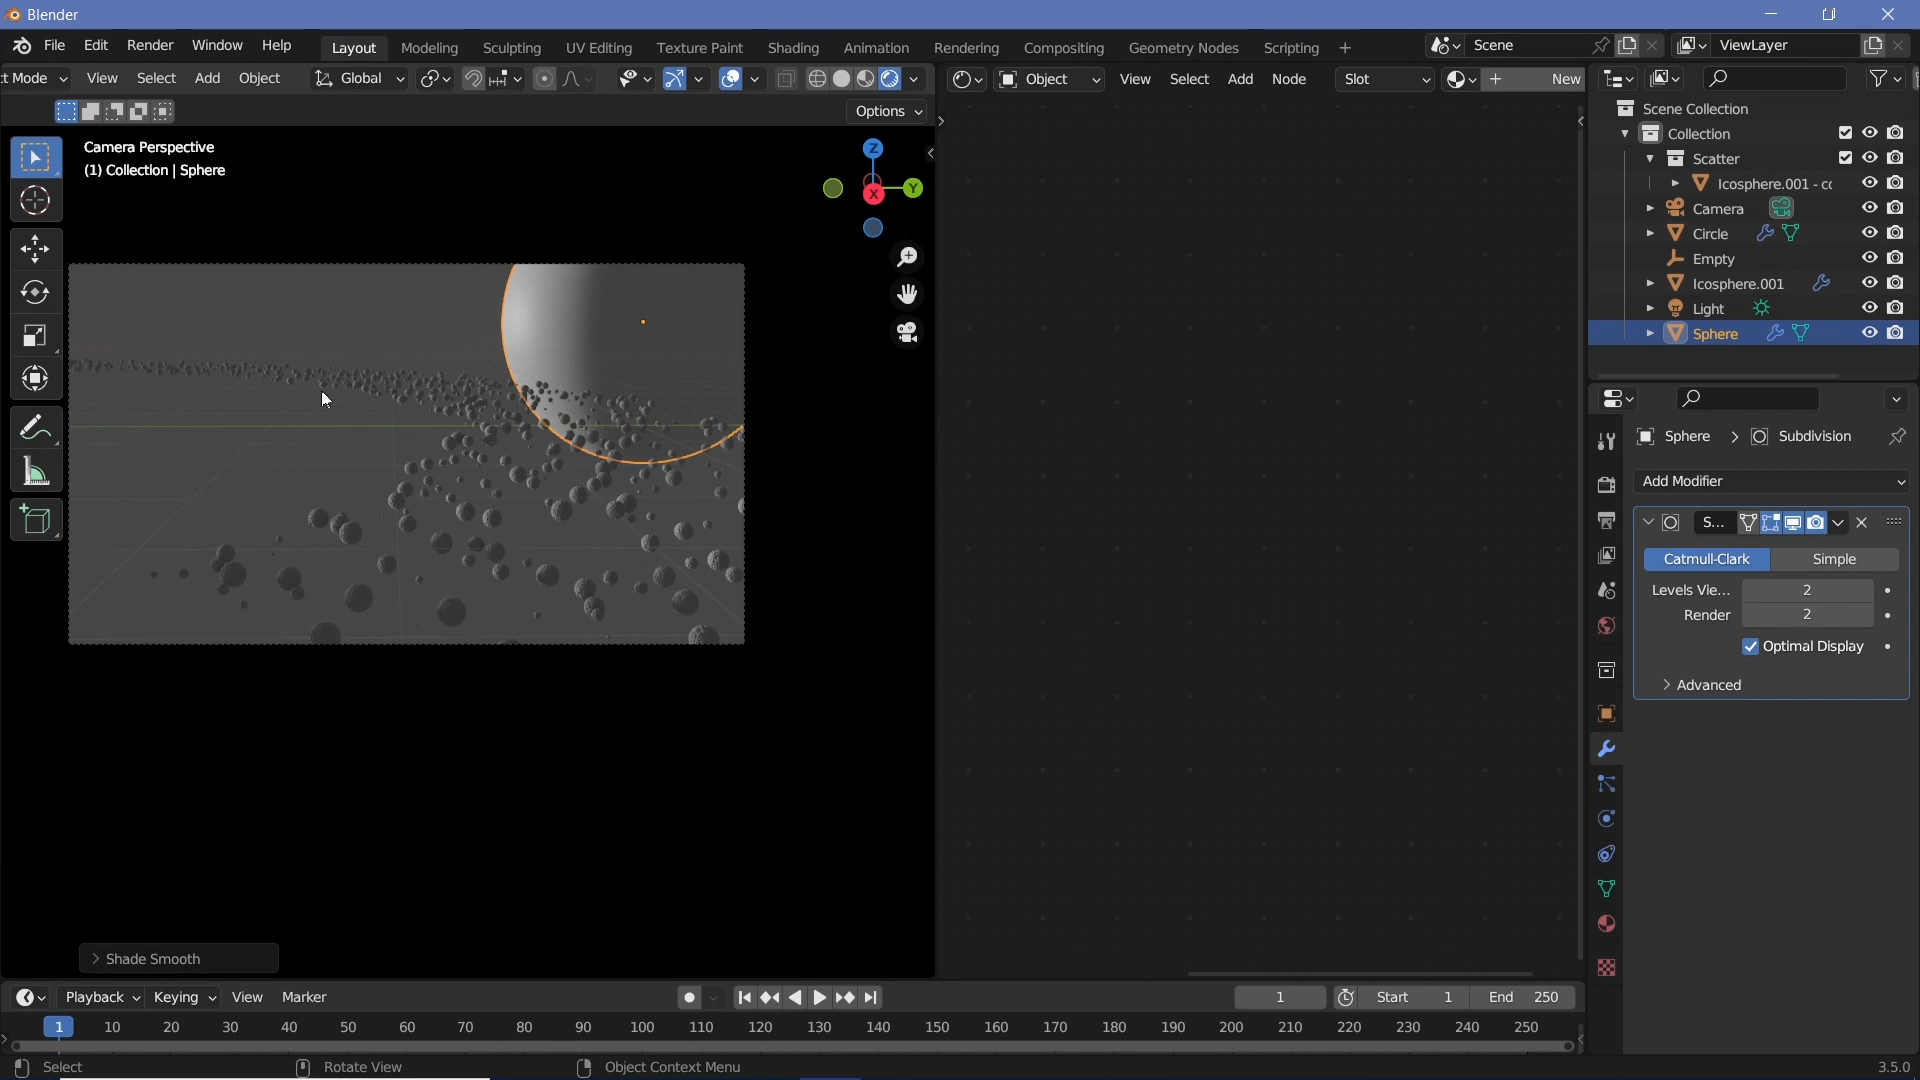 Blender
File Edit Render Window Help Layout Modeling Sculpting UV Editing Texture Paint Shading Animation Rendering Compositing Geometry Nodes Scripting + Scene ViewLayer
t Mode View Select Add Object Global Object View Select Add Node Slot New
Options
Camera Perspective
(1) Collection | Sphere
Z
Y
X
Scene Collection
Collection
Scatter
Icosphere.001 - co
Camera
Circle
Empty
Icosphere.001
Light
Sphere
Sphere > Subdivision
Add Modifier
S...
Catmull-Clark Simple
Levels Vie... 2
Render 2
Optimal Display
> Advanced
> Shade Smooth
Playback Keying View Marker 1 Start 1 End 250
1 10 20 30 40 50 60 70 80 90 100 110 120 130 140 150 160 170 180 190 200 210 220 230 240 250
Select Rotate View Object Context Menu 3.5.0